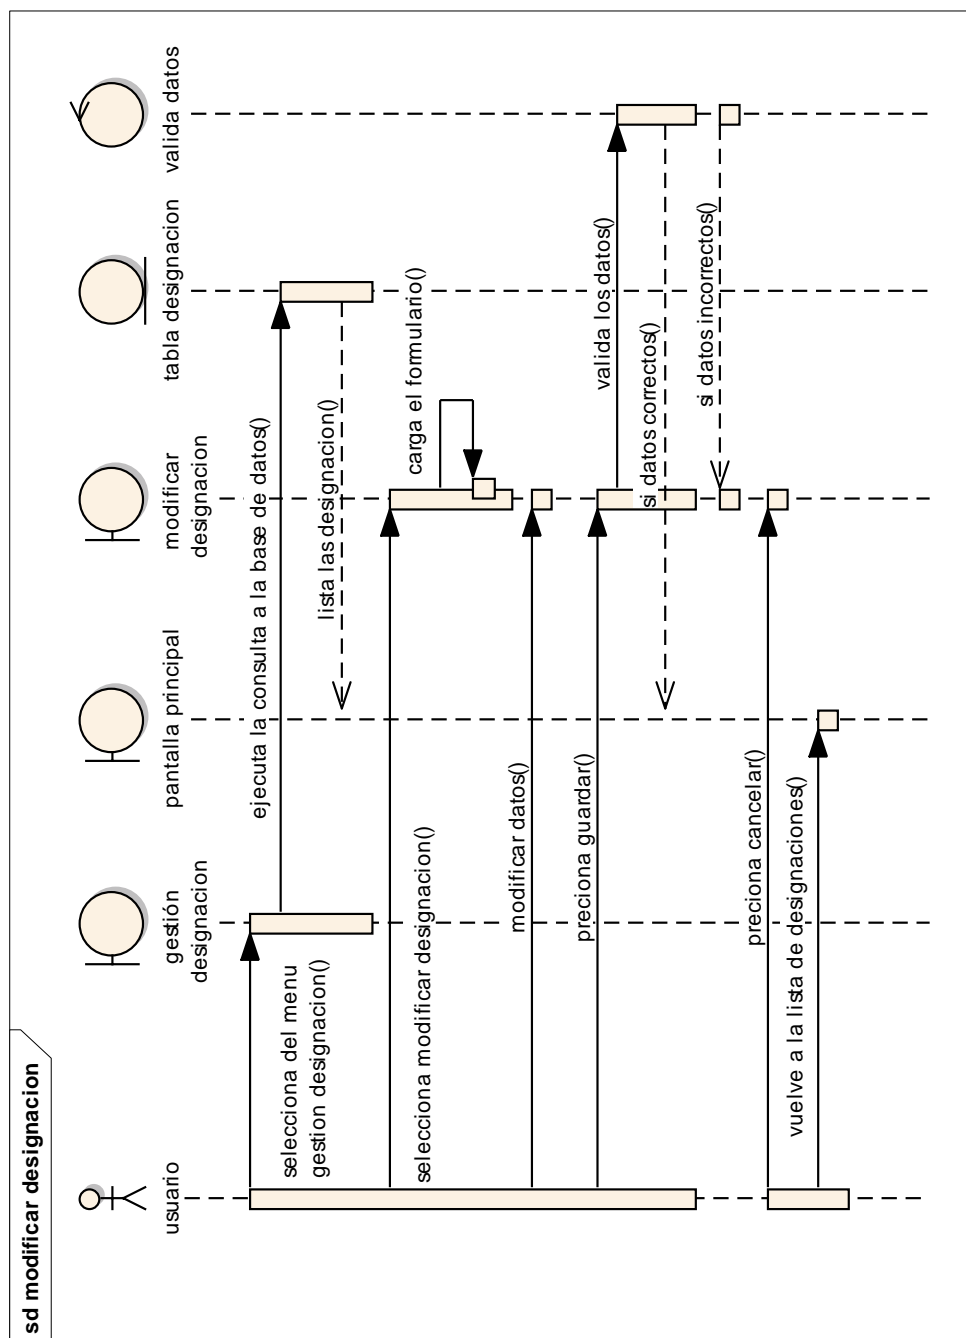 sd modificar designacion
usuario
gestión
designacion
pantalla principal
modificar
designacion
tabla designacion
valida datos
selecciona del menu
gestion designacion()
ejecuta la consulta a la base de datos()
lista las designacion()
selecciona modificar designacion()
carga el formulario()
modificar datos()
preciona guardar()
valida los datos()
si datos correctos()
si datos incorrectos()
preciona cancelar()
vuelve a la lista de designaciones()